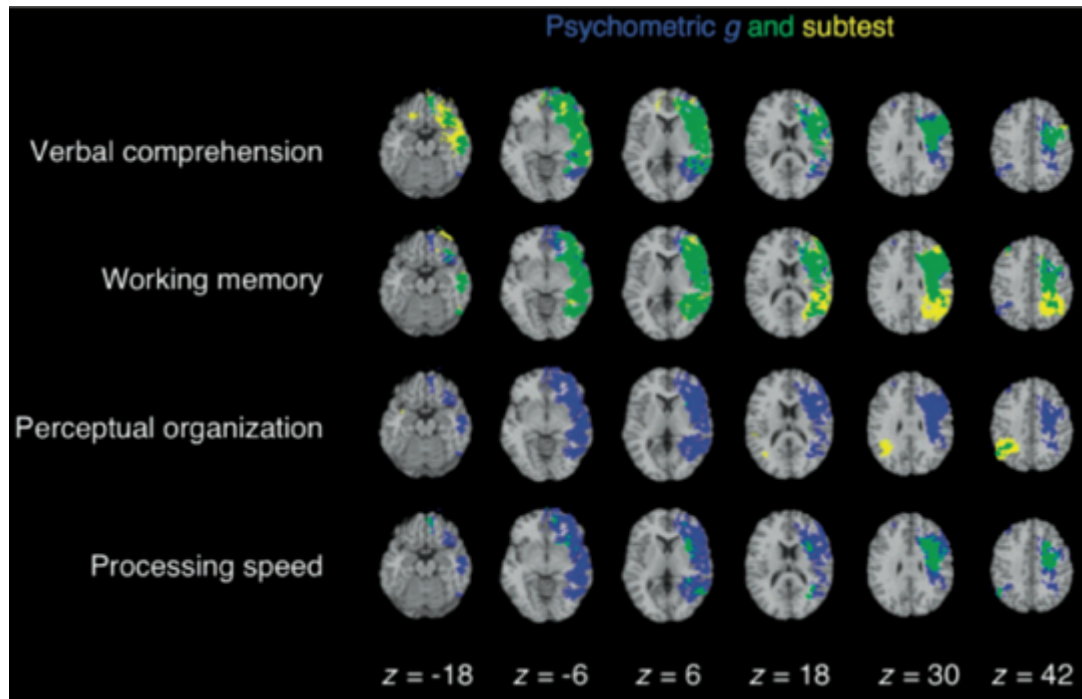 Psychometric g and subtest
Verbal comprehension
Working memory
Perceptual organization
Processing speed
z = -18 z = -6 z = 6 z = 18 z = 30 z = 42